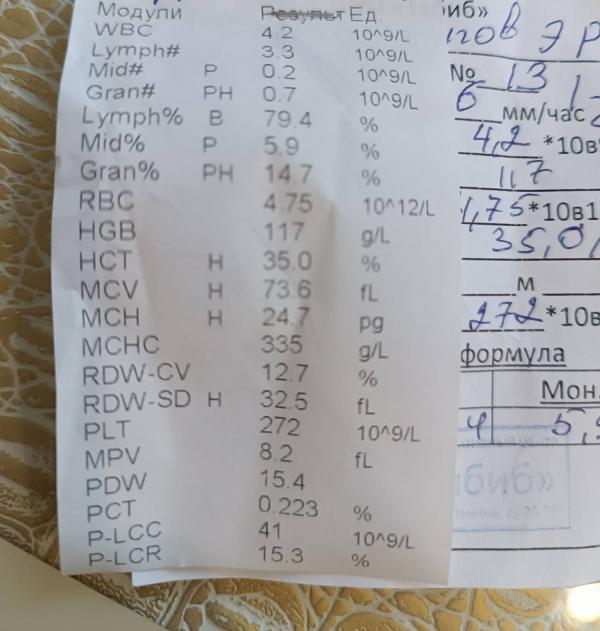 Модули Результ Ед.
WBC 4.2 10^9/L
Lymph# 3.3 10^9/L
Mid# P 0.2 10^9/L
Gran# PH 0.7 10^9/L
Lymph% B 79.4 %
Mid% P 5.9 %
Gran% PH 14.7 %
RBC 4.75 10^12/L
HGB 117 g/L
HCT H 35.0 %
MCV H 73.6 fL
MCH H 24.7 pg
MCHC 335 g/L
RDW-CV 12.7 %
RDW-SD H 32.5 fL
PLT 272 10^9/L
MPV 8.2 fL
PDW 15.4
PCT 0.223 %
P-LCC 41 10^9/L
P-LCR 15.3 %
№ 13
6 мм/час
4,2 *10в
117
4,75*10в1
35,0
м
272*10в
формула
Мон.
4 5,